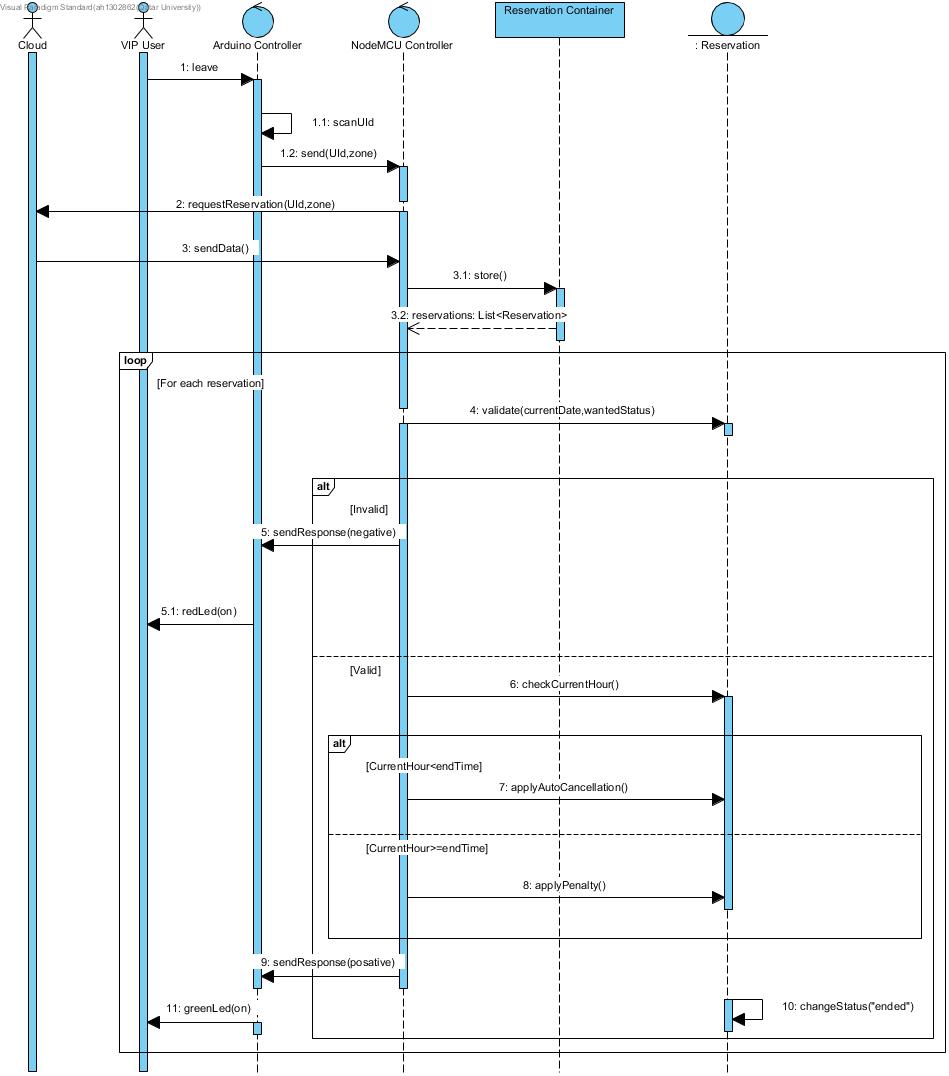 Visual Paradigm Standard(ah1302862(Qatar University))
Cloud
VIP User
Arduino Controller
NodeMCU Controller
Reservation Container
: Reservation
1: leave
1.1: scanUId
1.2: send(UId,zone)
2: requestReservation(UId,zone)
3: sendData()
3.1: store()
3.2: reservations: List<Reservation>
loop
[For each reservation]
4: validate(currentDate,wantedStatus)
alt
[Invalid]
5: sendResponse(negative)
5.1: redLed(on)
[Valid]
6: checkCurrentHour()
alt
[CurrentHour<endTime]
7: applyAutoCancellation()
[CurrentHour>=endTime]
8: applyPenalty()
9: sendResponse(posative)
10: changeStatus("ended")
11: greenLed(on)